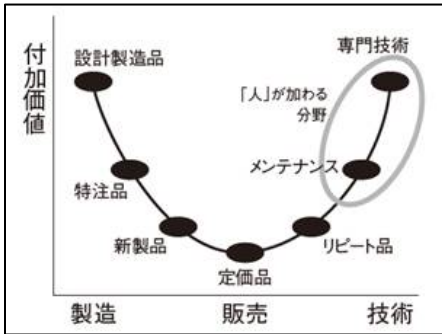 付加価値
設計製造品
専門技術
「人」が加わる
分野
メンテナンス
特注品
新製品
リピート品
定価品
製造
販売
技術